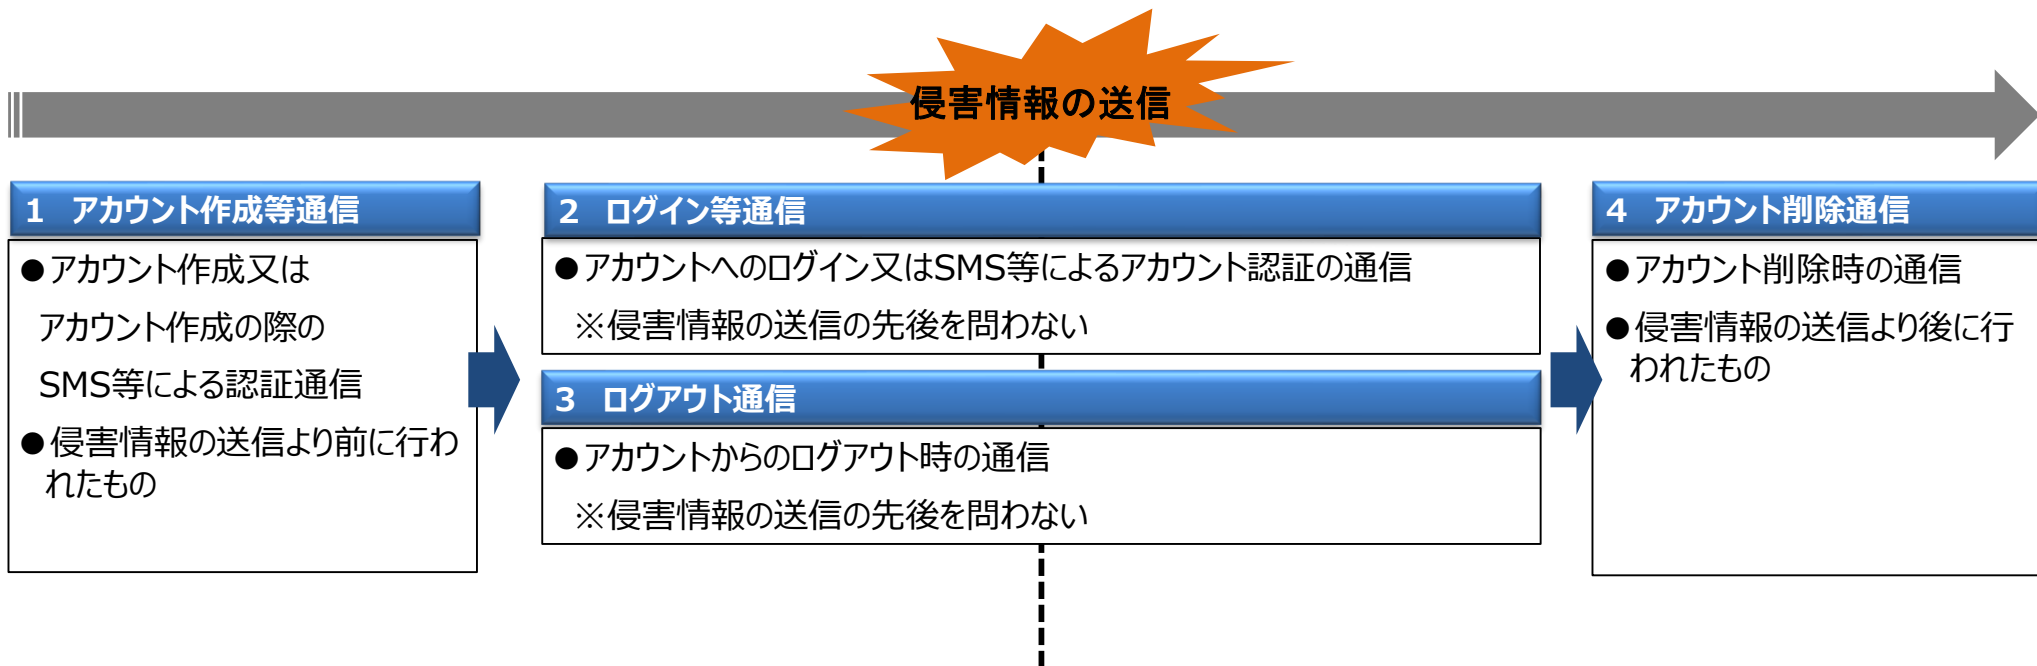 侵害情報の送信
1 アカウント作成等通信
●アカウント作成又は
アカウント作成の際の
SMS等による認証通信
●侵害情報の送信より前に行わ
れたもの
2 ログイン等通信
●アカウントへのログイン又はSMS等によるアカウント認証の通信
※侵害情報の送信の先後を問わない
3 ログアウト通信
●アカウントからのログアウト時の通信
※侵害情報の送信の先後を問わない
4 アカウント削除通信
●アカウント削除時の通信
●侵害情報の送信より後に行
われたもの